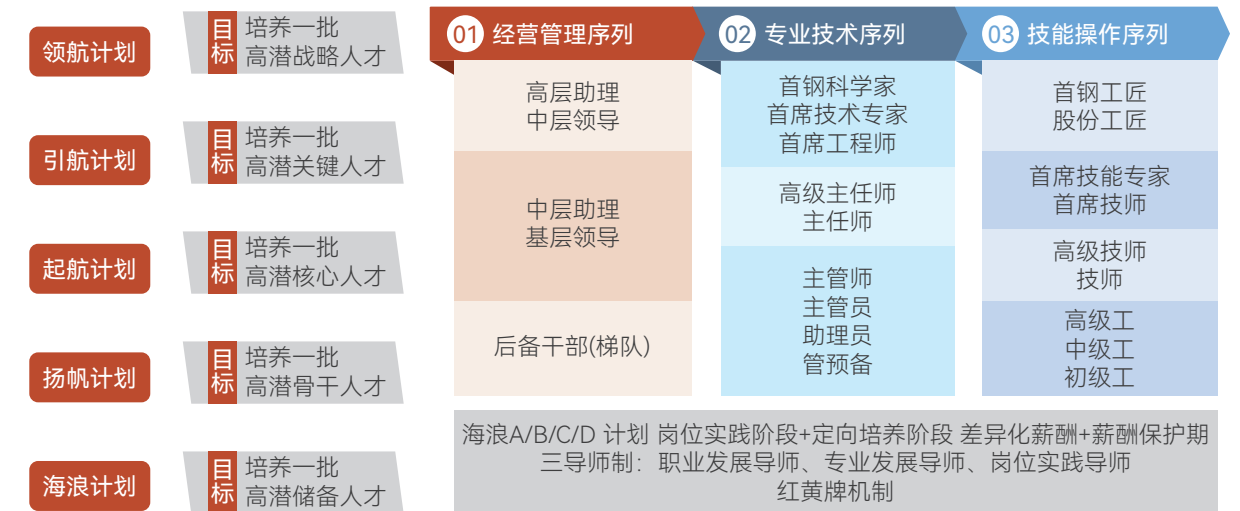 领航计划
目标
培养一批
高潜战略人才
引航计划
目标
培养一批
高潜关键人才
起航计划
目标
培养一批
高潜核心人才
扬帆计划
目标
培养一批
高潜骨干人才
海浪计划
目标
培养一批
高潜储备人才
01 经营管理序列
高层助理
中层领导
中层助理
基层领导
后备干部(梯队)
02 专业技术序列
首钢科学家
首席技术专家
首席工程师
高级主任师
主任师
主管师
主管员
助理员
管预备
03 技能操作序列
首钢工匠
股份工匠
首席技能专家
首席技师
高级技师
技师
高级工
中级工
初级工
海浪A/B/C/D 计划 岗位实践阶段+定向培养阶段 差异化薪酬+薪酬保护期
三导师制：职业发展导师、专业发展导师、岗位实践导师
红黄牌机制